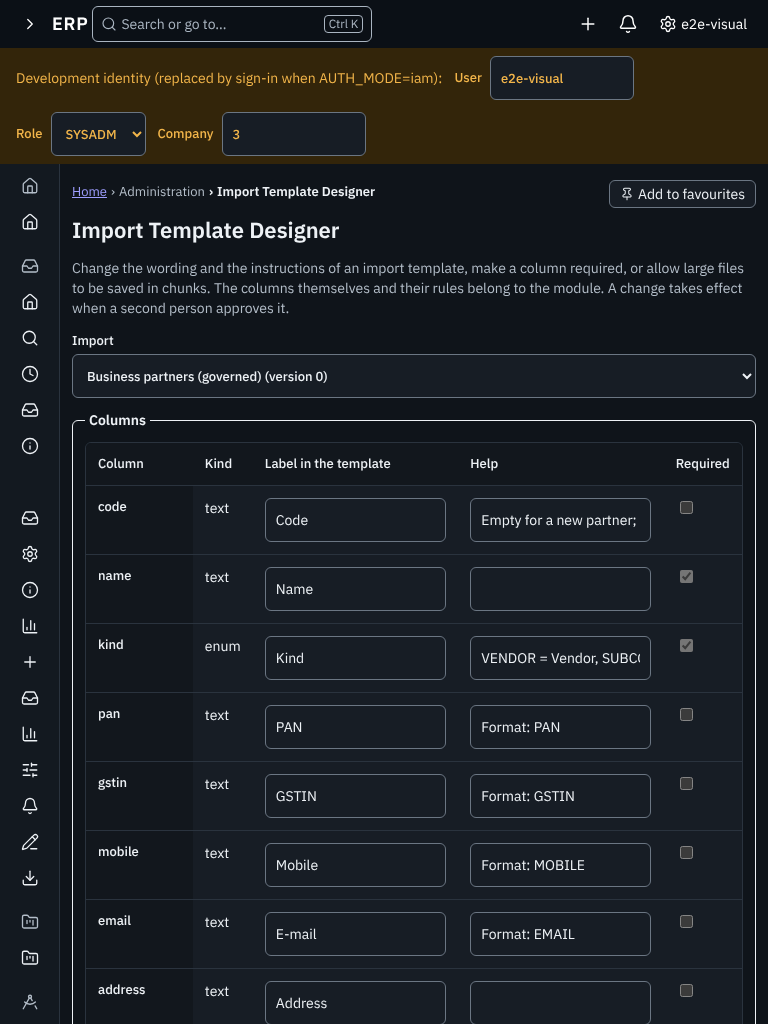 ERP
Search or go to...
Ctrl K
e2e-visual
Development identity (replaced by sign-in when AUTH_MODE=iam):
User
e2e-visual
Role
SYSADM
Company
3
Home › Administration › Import Template Designer
Add to favourites
Import Template Designer
Change the wording and the instructions of an import template, make a column required, or allow large files
to be saved in chunks. The columns themselves and their rules belong to the module. A change takes effect
when a second person approves it.
Import
Business partners (governed) (version 0)
Columns
Column Kind Label in the template Help Required
code text Code Empty for a new partner;
name text Name
kind enum Kind VENDOR = Vendor, SUBC
pan text PAN Format: PAN
gstin text GSTIN Format: GSTIN
mobile text Mobile Format: MOBILE
email text E-mail Format: EMAIL
address text Address